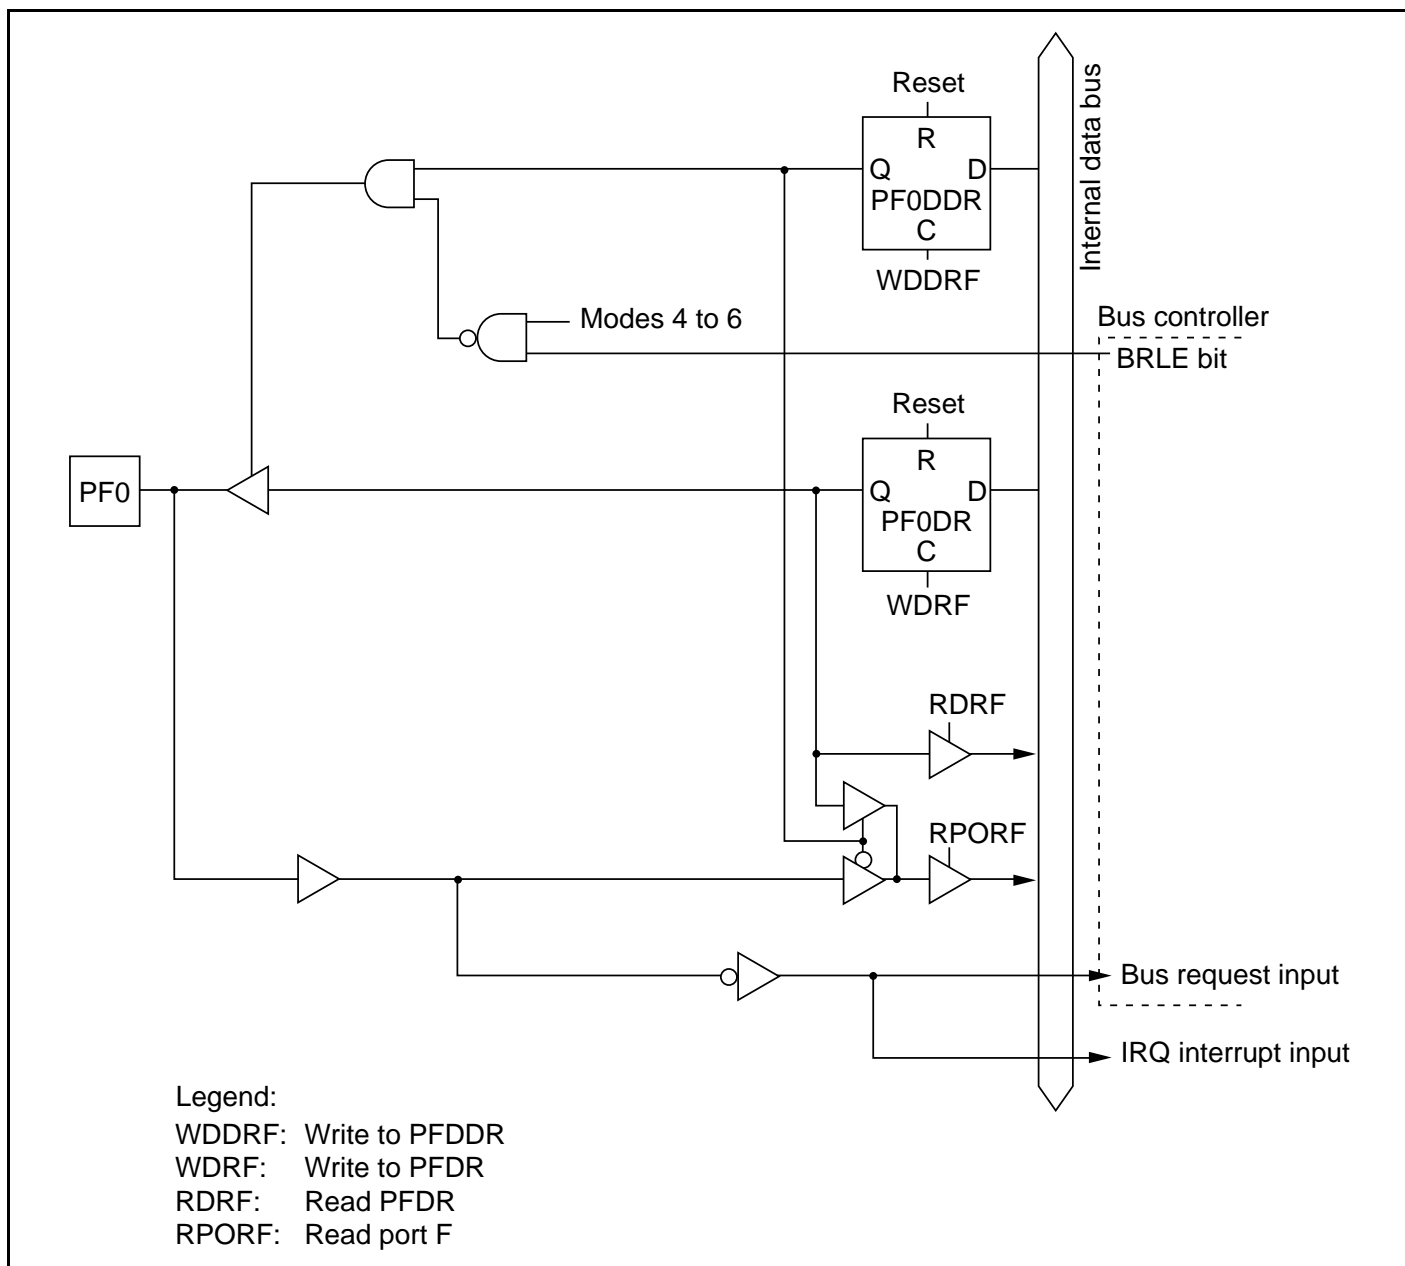 Reset
R
Q D
PF0DDR
C
WDDRF
Internal data bus
Modes 4 to 6
Bus controller
BRLE bit
Reset
R
PF0
Q D
PF0DR
C
WDRF
RDRF
RPORF
Bus request input
IRQ interrupt input
Legend:
WDDRF: Write to PFDDR
WDRF: Write to PFDR
RDRF: Read PFDR
RPORF: Read port F